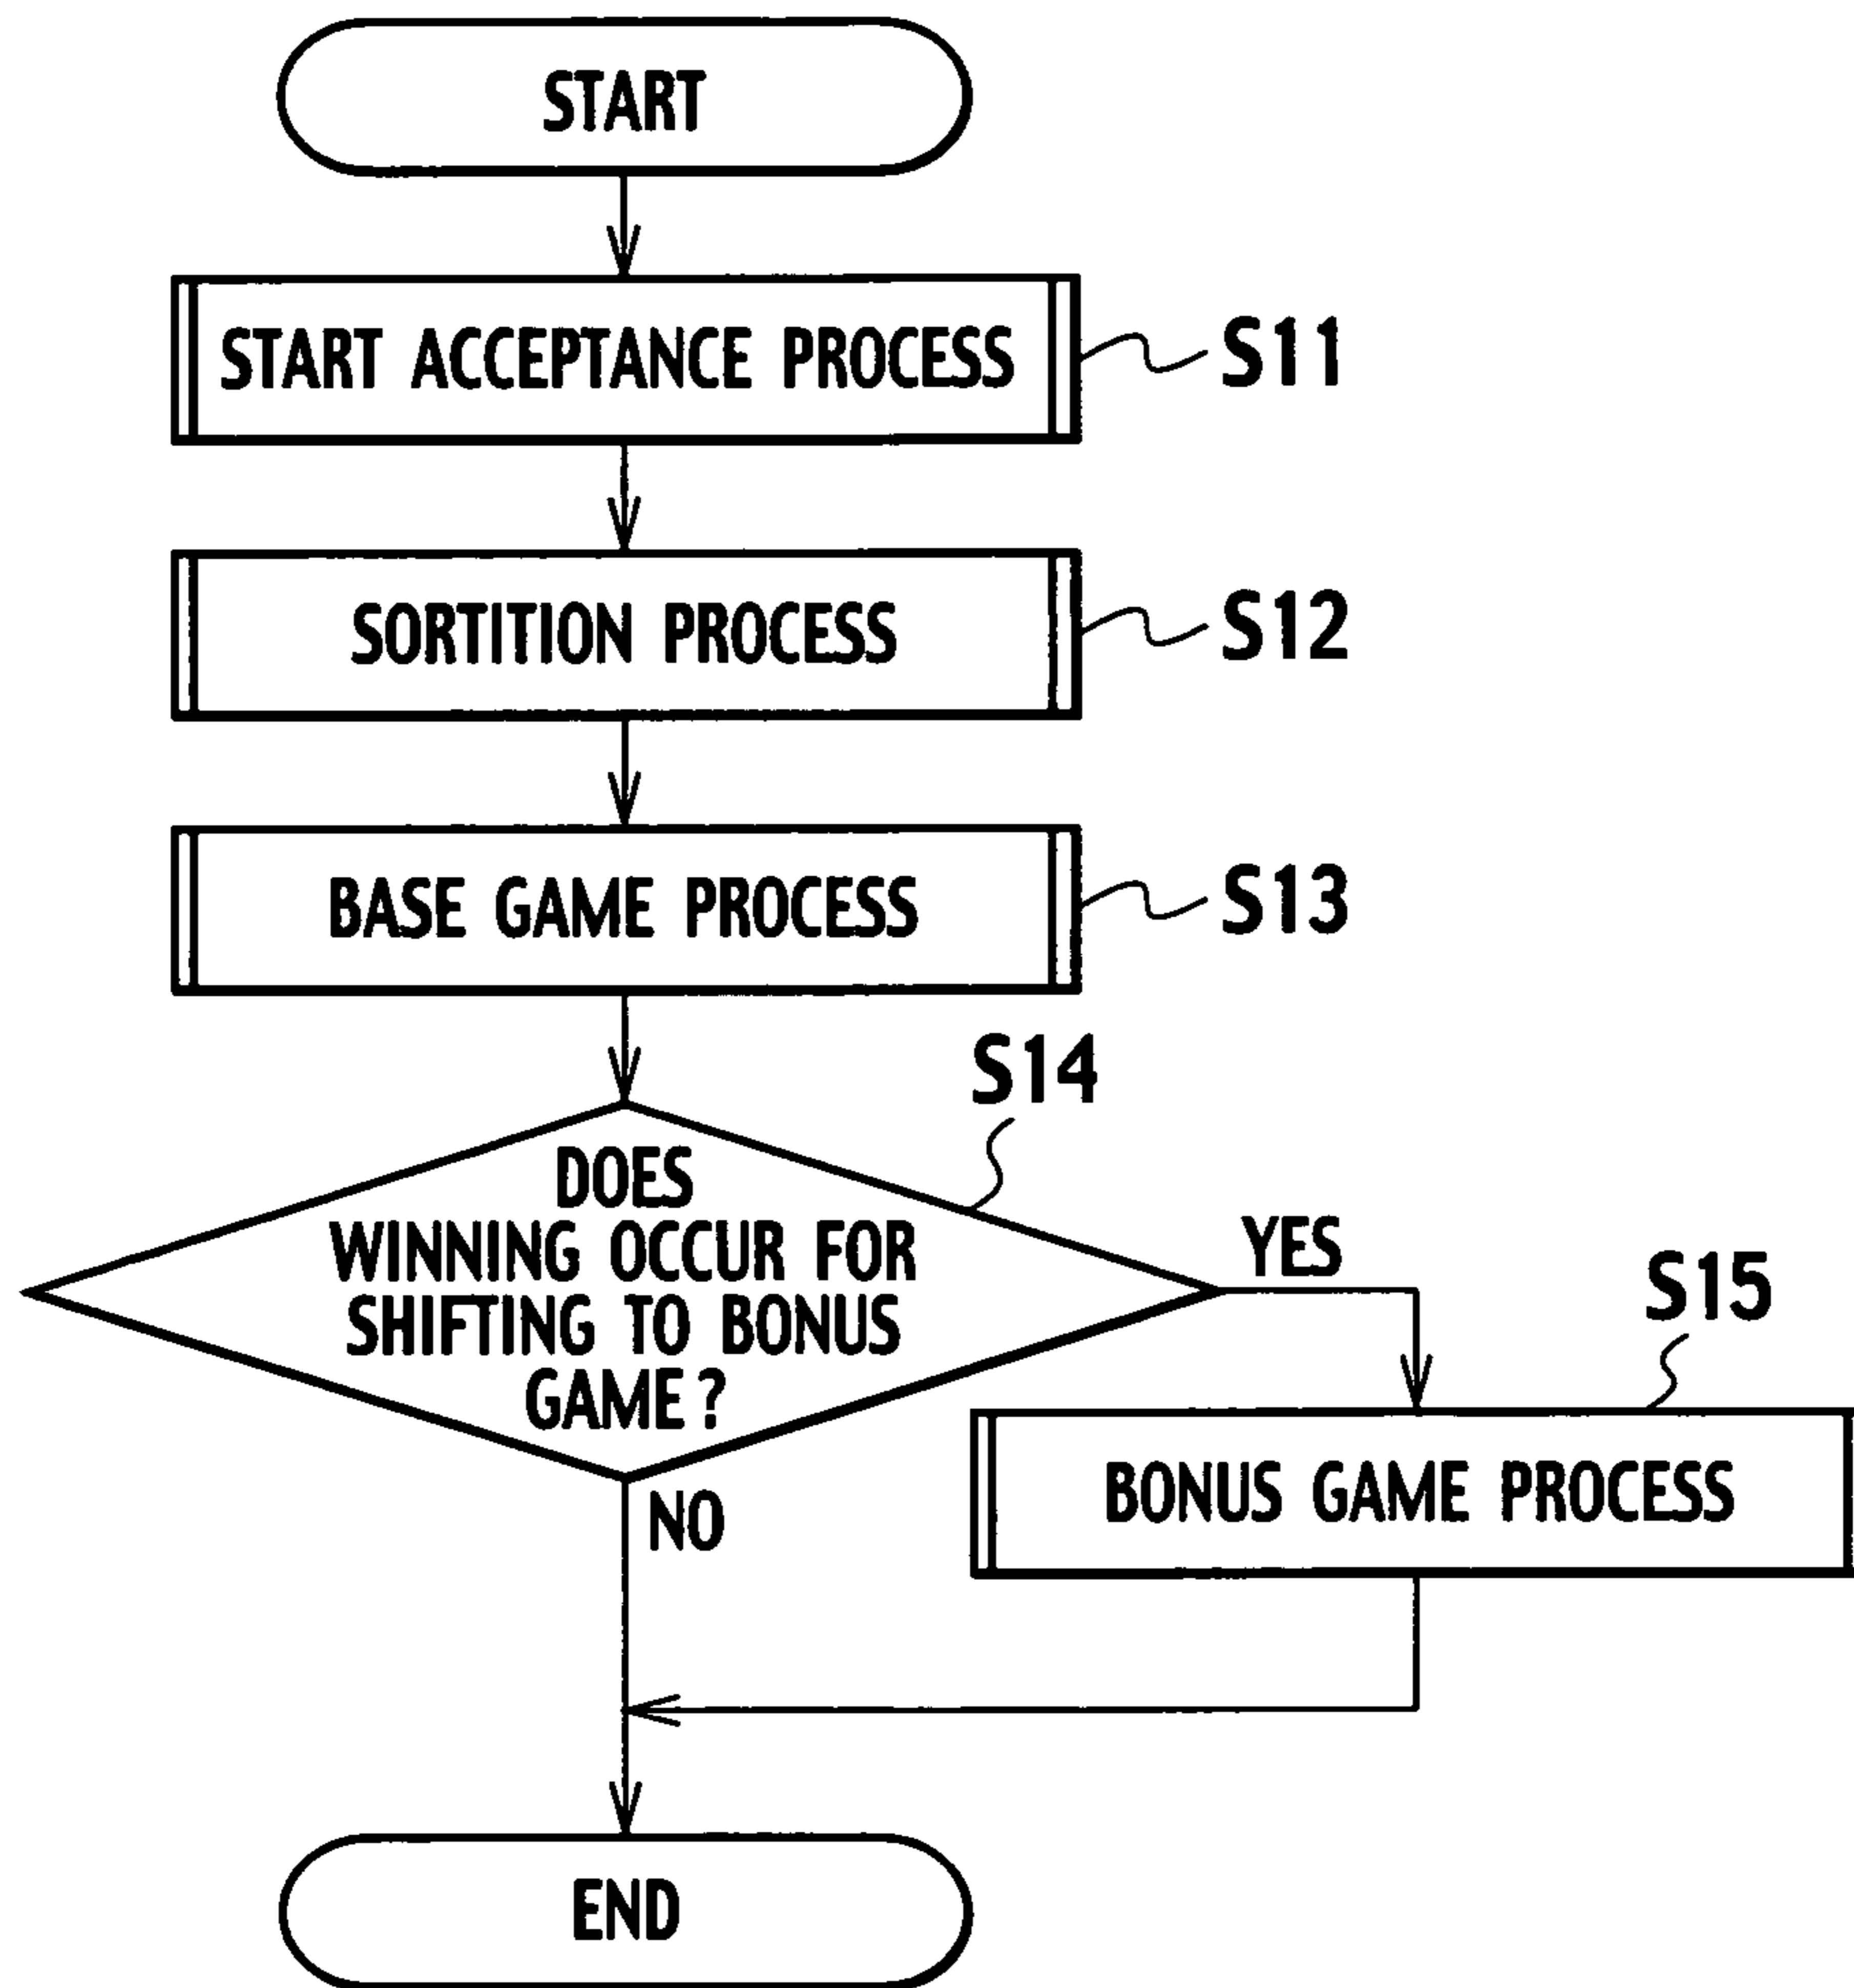 START
START ACCEPTANCE PROCESS
S11
SORTITION PROCESS
S12
BASE GAME PROCESS
S13
S14
DOES
WINNING OCCUR FOR
SHIFTING TO BONUS
GAME?
YES
S15
BONUS GAME PROCESS
NO
END